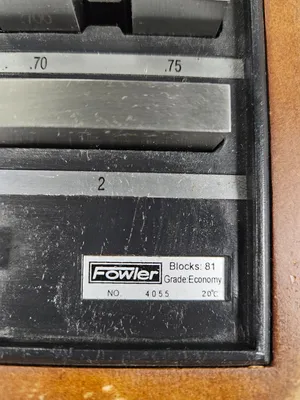 .70 .75
2
Fowler Blocks: 81
Grade:Economy
NO. 4055 20°C